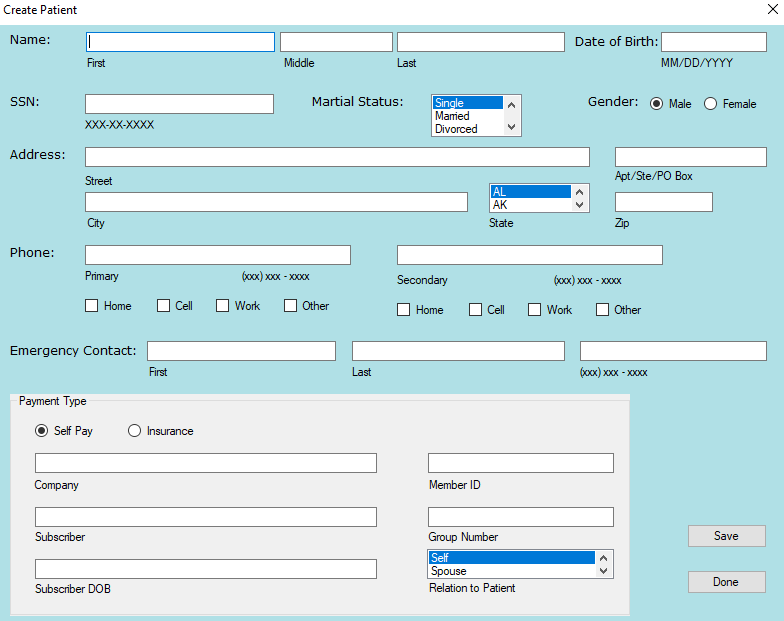 Create Patient
Name:
Date of Birth:
First Middle Last MM/DD/YYYY
SSN:
Martial Status:
Single
Married
Divorced
Gender: Male Female
XXX-XX-XXXX
Address:
Street
Apt/Ste/PO Box
AL
AK
City State Zip
Phone:
Primary (xxx) xxx - xxxx
Secondary (xxx) xxx - xxxx
Home Cell Work Other
Home Cell Work Other
Emergency Contact:
First Last (xxx) xxx - xxxx
Payment Type
Self Pay Insurance
Company Member ID
Subscriber Group Number
Self
Spouse
Subscriber DOB Relation to Patient
Save
Done